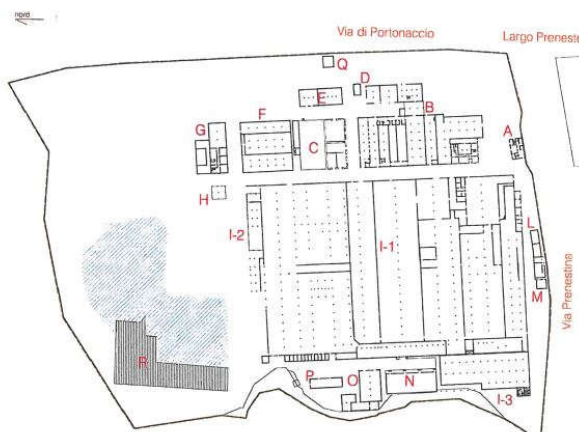 nord
Via di Portonaccio
Largo Preneste
Q
D
E
B
F
G
A
C
H
I-2
I-1
L
M
Via Prenestina
R
P
O
N
I-3